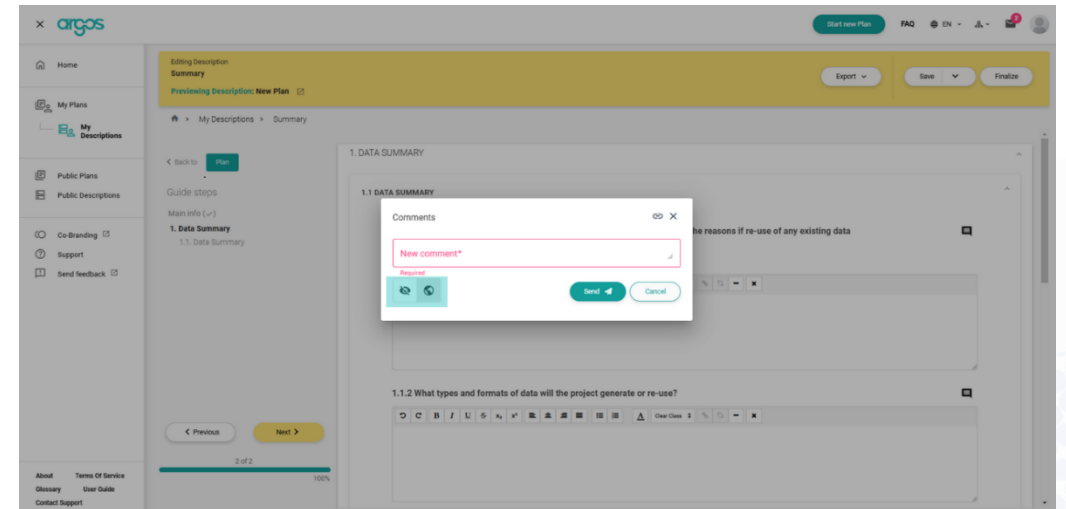 argos
Start new Plan
FAQ
EN
2
Home
My Plans
My
Descriptions
Public Plans
Public Descriptions
Co-Branding
Support
Send feedback
About
Terms Of Service
Glossary
User Guide
Contact Support
Editing Description
Summary
Previewing Description: New Plan
Export
Save
Finalize
My Descriptions
Summary
Back to
Plan
Guide steps
Main Info
1. Data Summary
1.1. Data Summary
Previous
Next
2 of 2
100%
1. DATA SUMMARY
1.1 DATA SUMMARY
he reasons if re-use of any existing data
Comments
New comment*
Required
Send
Cancel
1.1.2 What types and formats of data will the project generate or re-use?
B I U S x₂ x² A Clear Class